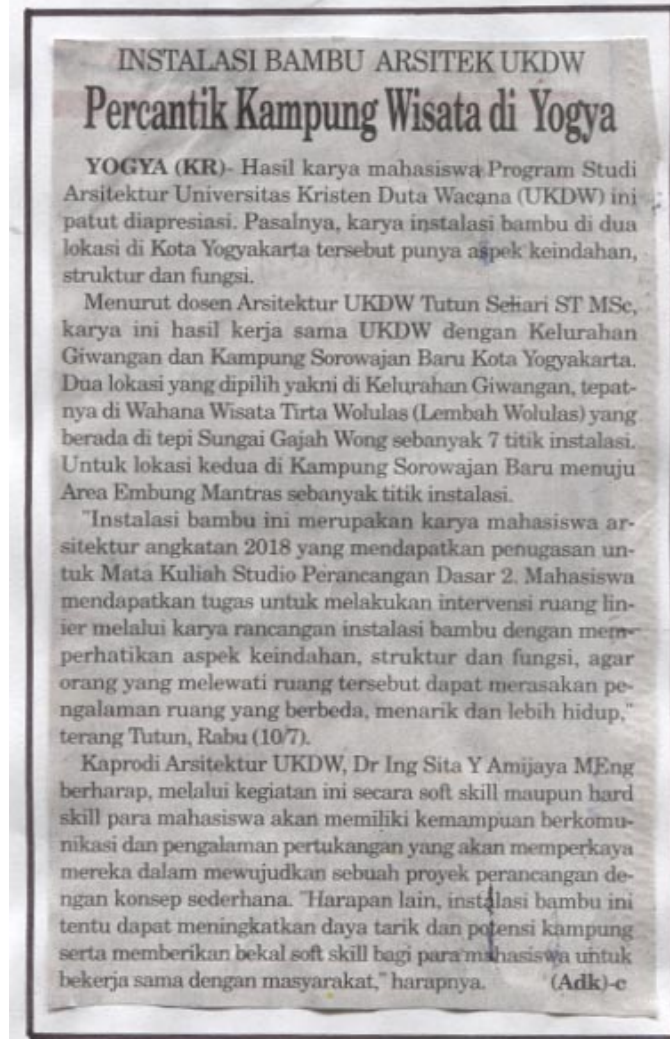 INSTALASI BAMBU ARSITEK UKDW
Percantik Kampung Wisata di Yogya
YOGYA (KR)- Hasil karya mahasiswa Program Studi
Arsitektur Universitas Kristen Duta Wacana (UKDW) ini
patut diapresiasi. Pasalnya, karya instalasi bambu di dua
lokasi di Kota Yogyakarta tersebut punya aspek keindahan,
struktur dan fungsi.
Menurut dosen Arsitektur UKDW Tutun Seliari ST MSc,
karya ini hasil kerja sama UKDW dengan Kelurahan
Giwangan dan Kampung Sorowajan Baru Kota Yogyakarta.
Dua lokasi yang dipilih yakni di Kelurahan Giwangan, tepat-
nya di Wahana Wisata Tirta Wolulas (Lembah Wolulas) yang
berada di tepi Sungai Gajah Wong sebanyak 7 titik instalasi.
Untuk lokasi kedua di Kampung Sorowajan Baru menuju
Area Embung Mantras sebanyak titik instalasi.
"Instalasi bambu ini merupakan karya mahasiswa ar-
sitektur angkatan 2018 yang mendapatkan penugasan un-
tuk Mata Kuliah Studio Perancangan Dasar 2. Mahasiswa
mendapatkan tugas untuk melakukan intervensi ruang lin-
ier melalui karya rancangan instalasi bambu dengan mem-
perhatikan aspek keindahan, struktur dan fungsi, agar
orang yang melewati ruang tersebut dapat merasakan pe-
ngalaman ruang yang berbeda, menarik dan lebih hidup,"
terang Tutun, Rabu (10/7).
Kaprodi Arsitektur UKDW, Dr Ing Sita Y Amijaya MEng
berharap, melalui kegiatan ini secara soft skill maupun hard
skill para mahasiswa akan memiliki kemampuan berkomu-
nikasi dan pengalaman pertukangan yang akan memperkaya
mereka dalam mewujudkan sebuah proyek perancangan de-
ngan konsep sederhana. "Harapan lain, instalasi bambu ini
tentu dapat meningkatkan daya tarik dan potensi kampung
serta memberikan bekal soft skill bagi para mahasiswa untuk
bekerja sama dengan masyarakat," harapnya. (Adk)-c